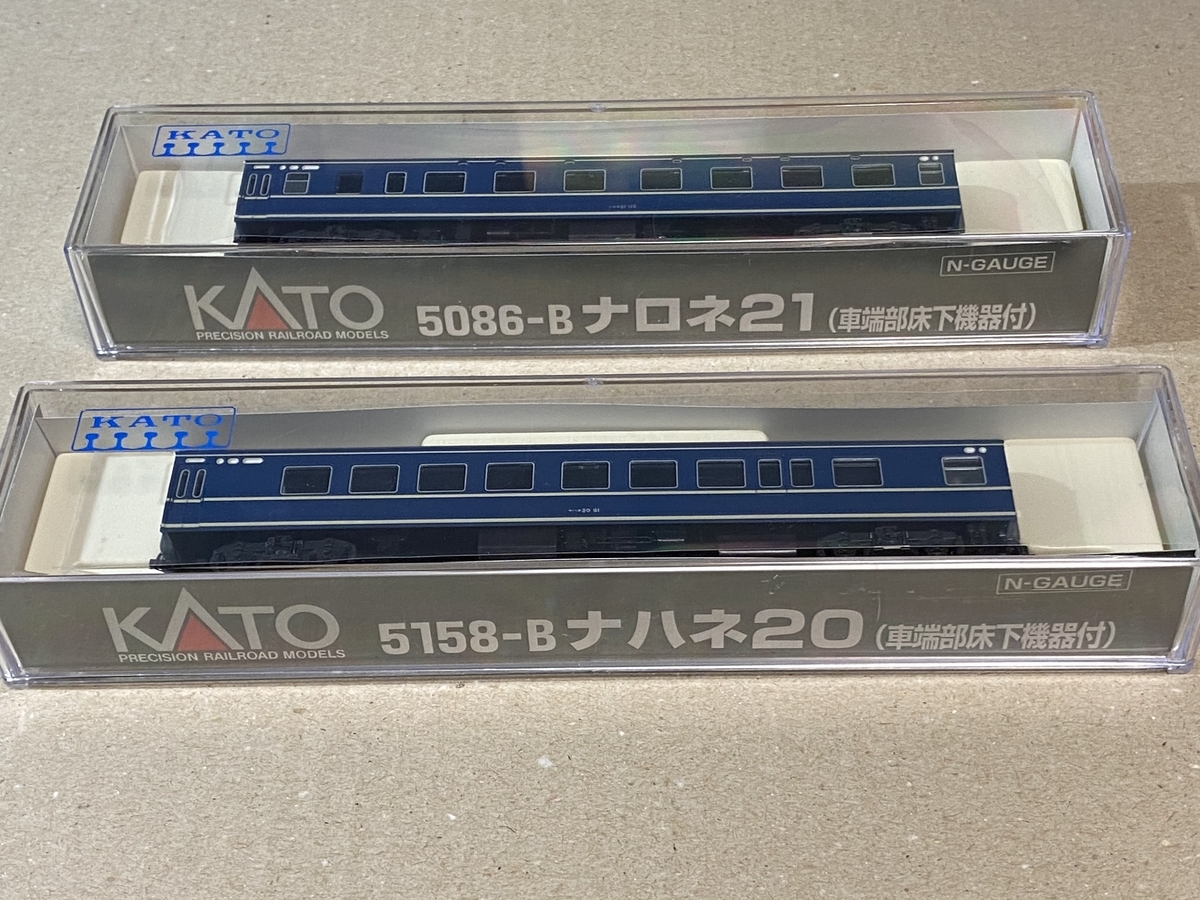 KATO
N-GAUGE
KATO
PRECISION RAILROAD MODELS
5086-B ナロネ21 (車端部床下機器付)
KATO
N-GAUGE
KATO
PRECISION RAILROAD MODELS
5158-B ナハネ20 (車端部床下機器付)